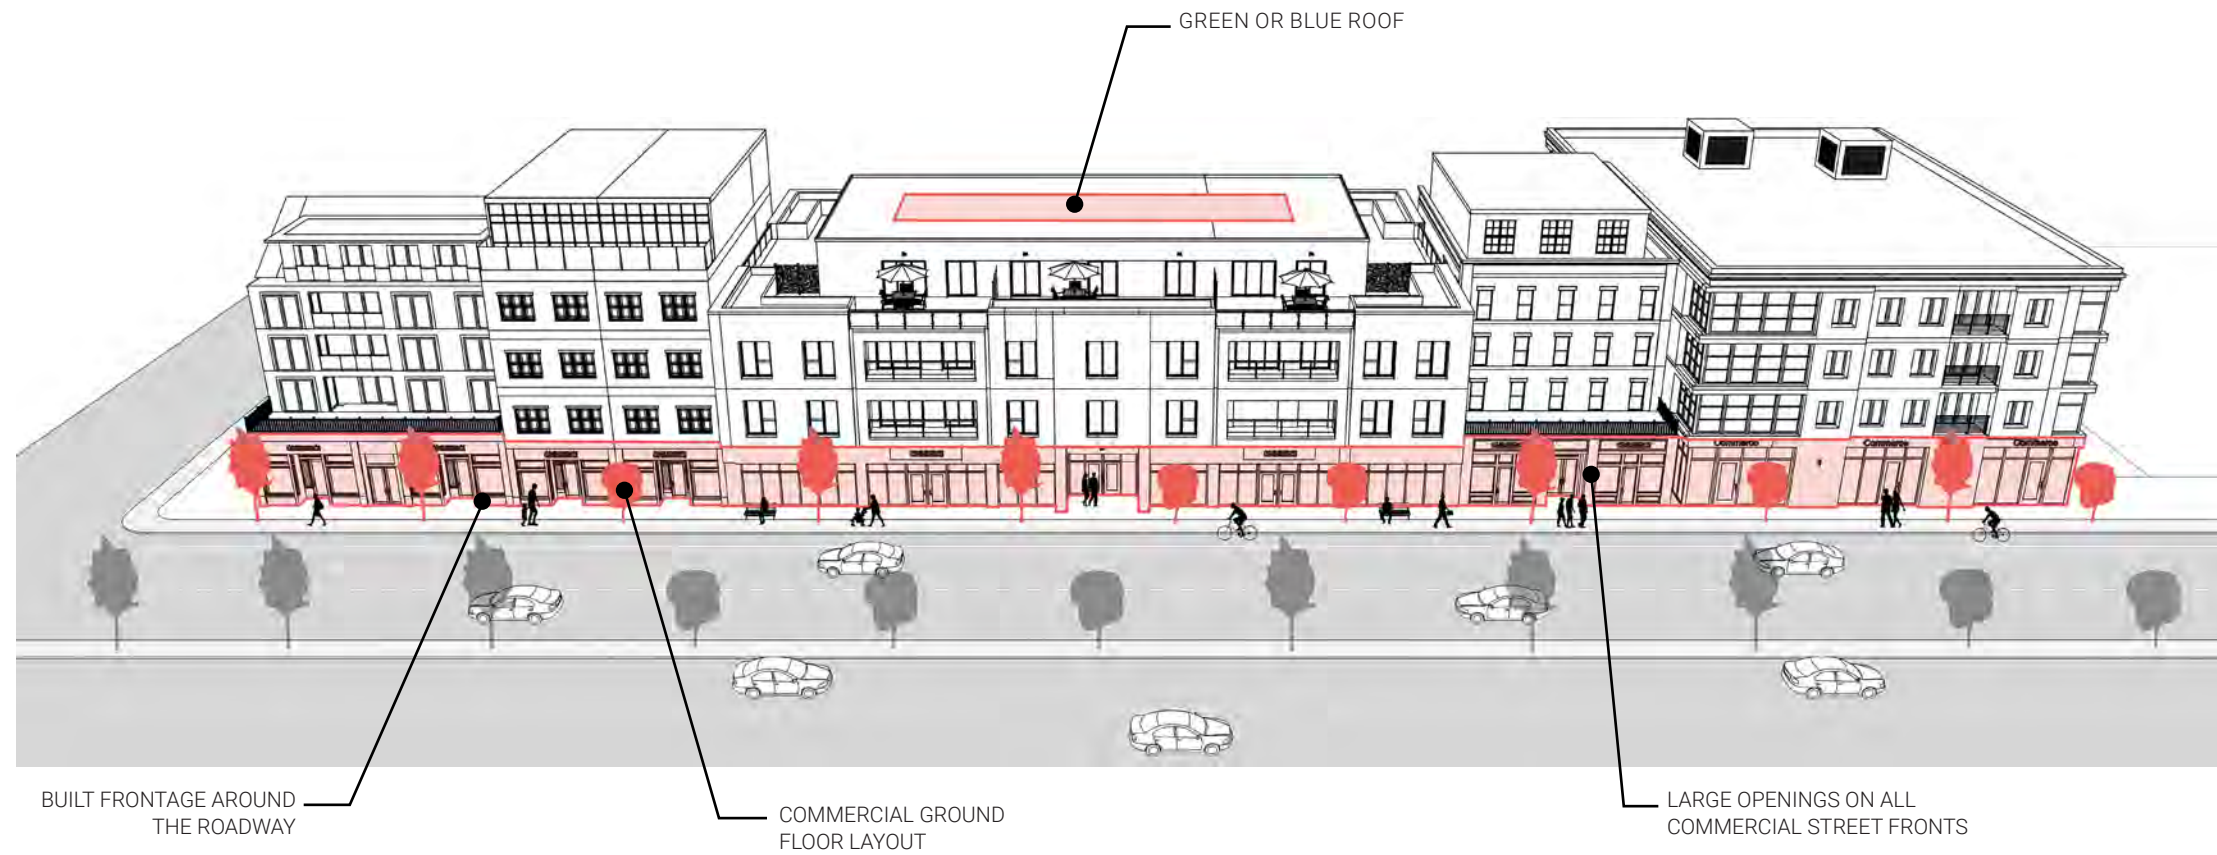 GREEN OR BLUE ROOF
Commerce
Commerce
Commerce
BUILT FRONTAGE AROUND
THE ROADWAY
COMMERCIAL GROUND
FLOOR LAYOUT
LARGE OPENINGS ON ALL
COMMERCIAL STREET FRONTS